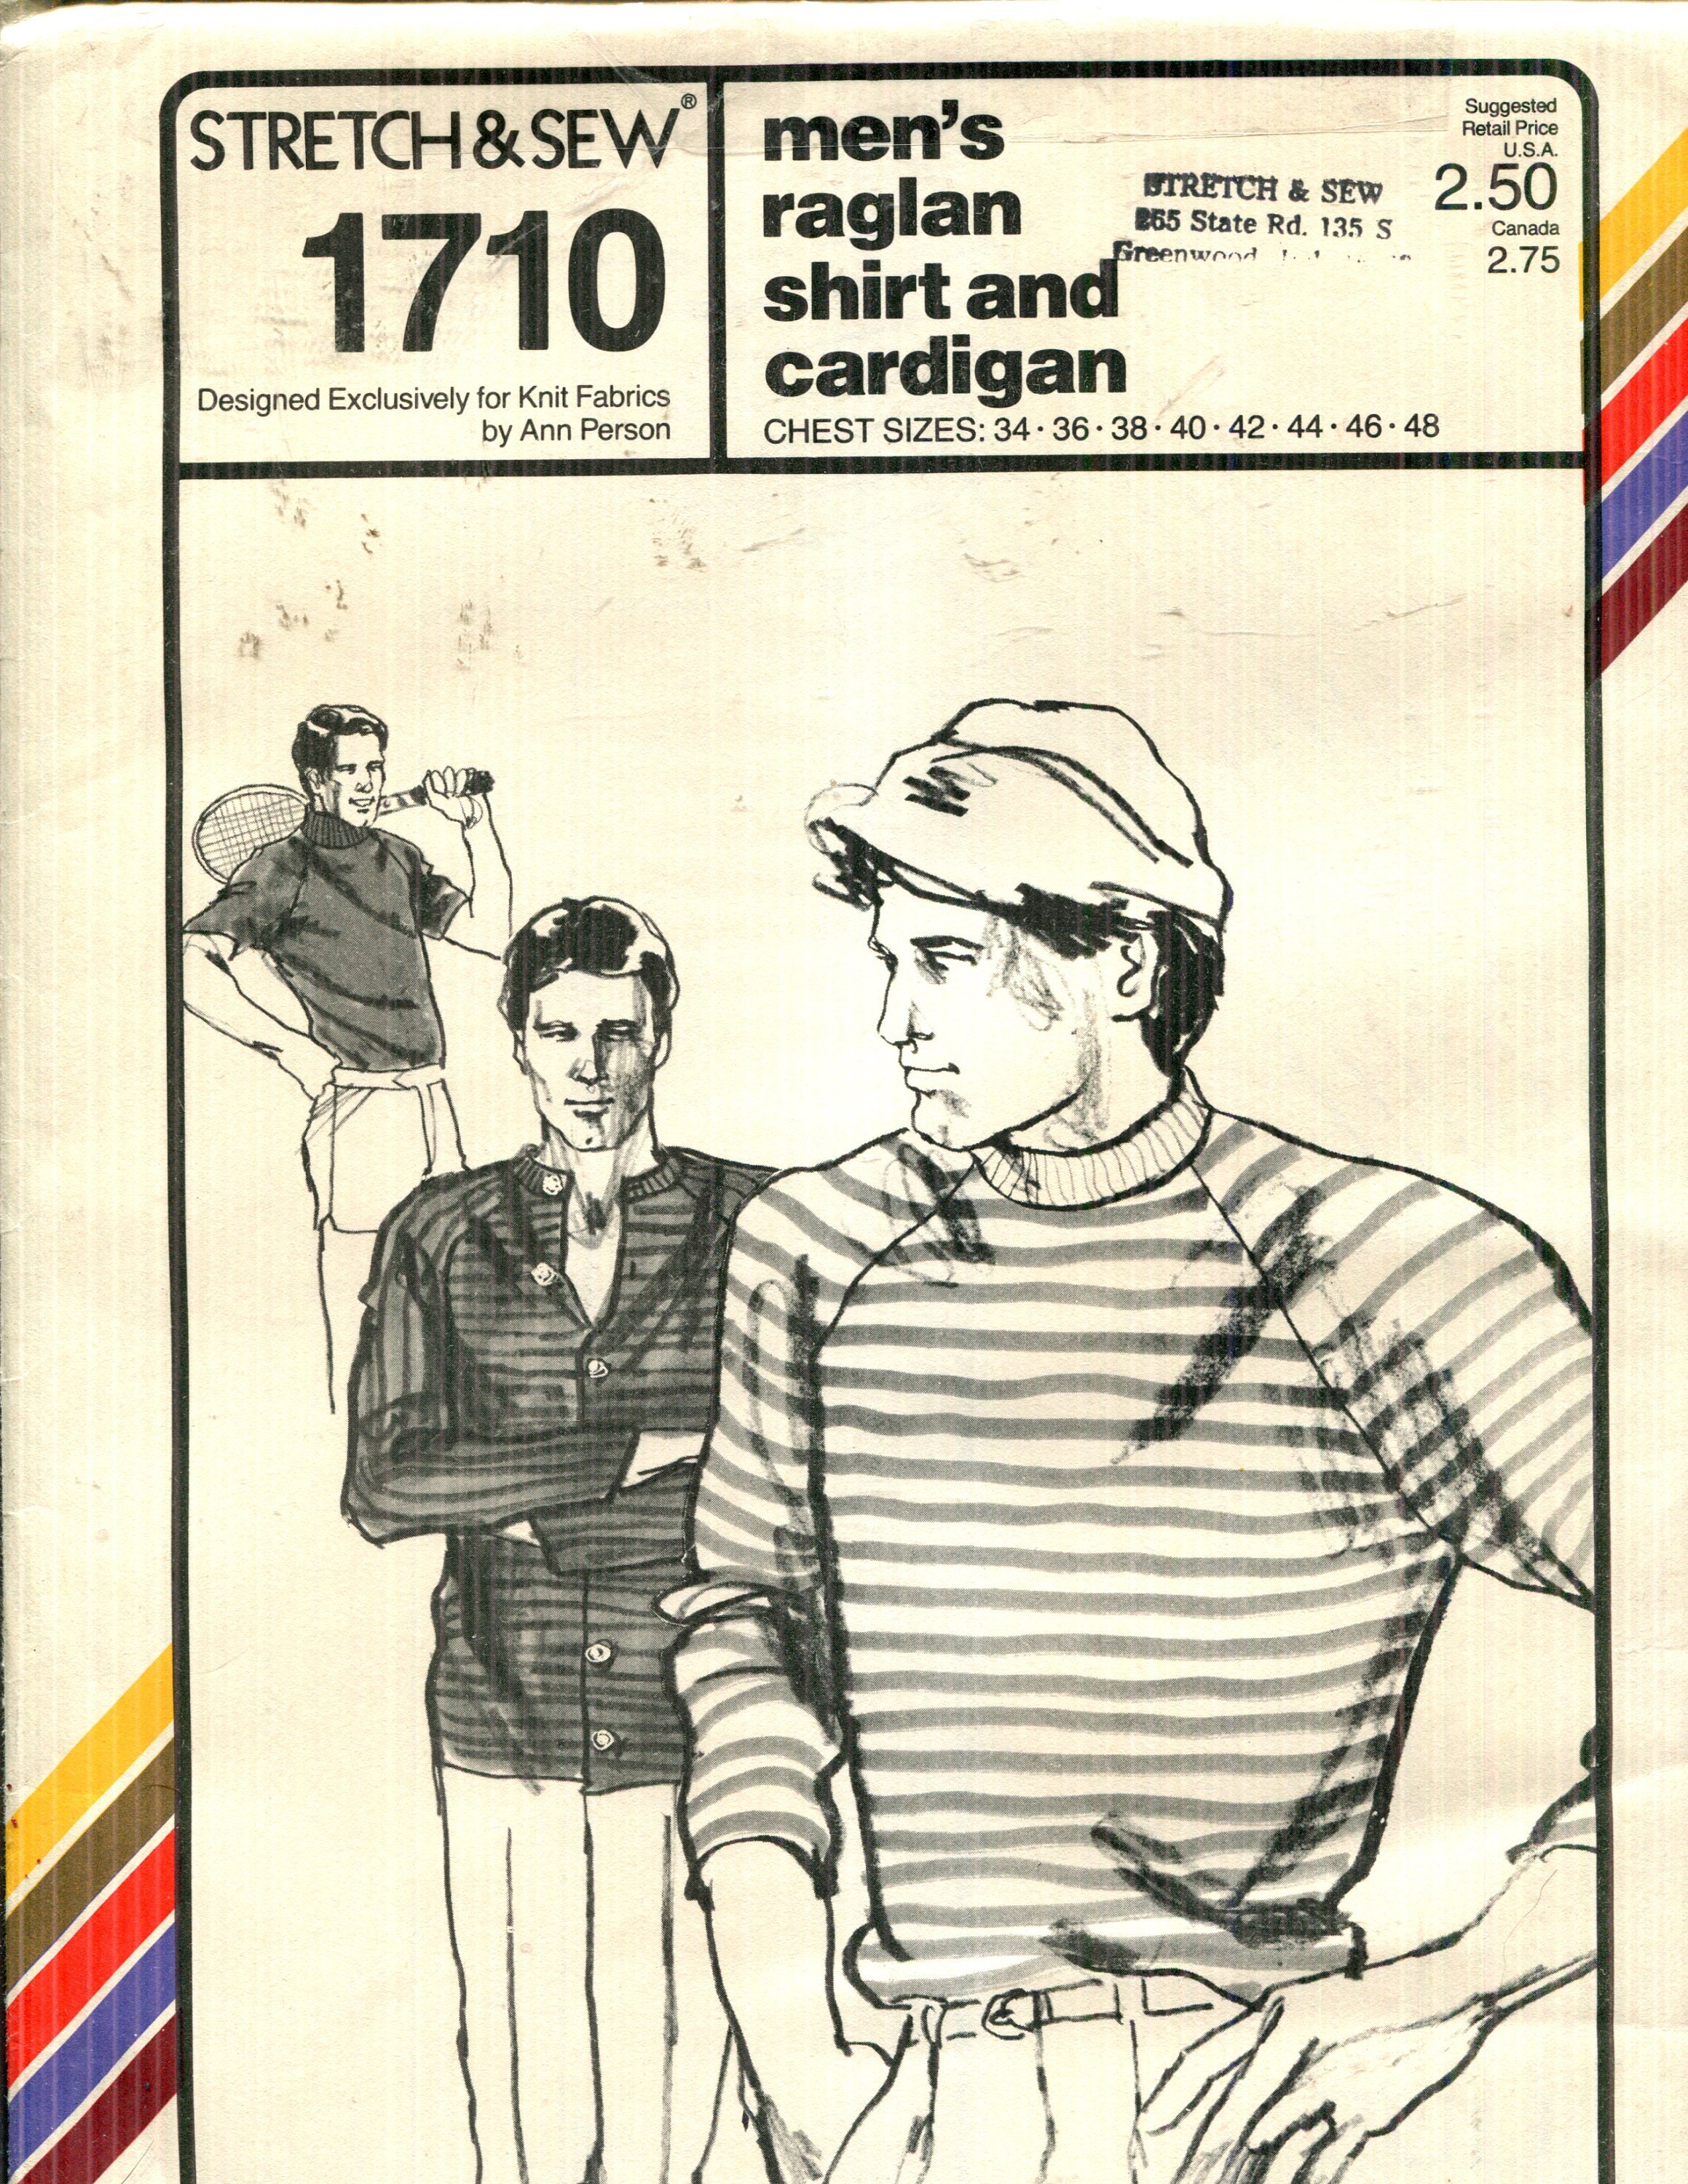 STRETCH & SEW®
1710
Designed Exclusively for Knit Fabrics
by Ann Person
men's
raglan
shirt and
cardigan
CHEST SIZES: 34 · 36 · 38 · 40 · 42 · 44 · 46 · 48
STRETCH & SEW
265 State Rd. 135 S
Greenwood
Suggested
Retail Price
U.S.A.
2.50
Canada
2.75